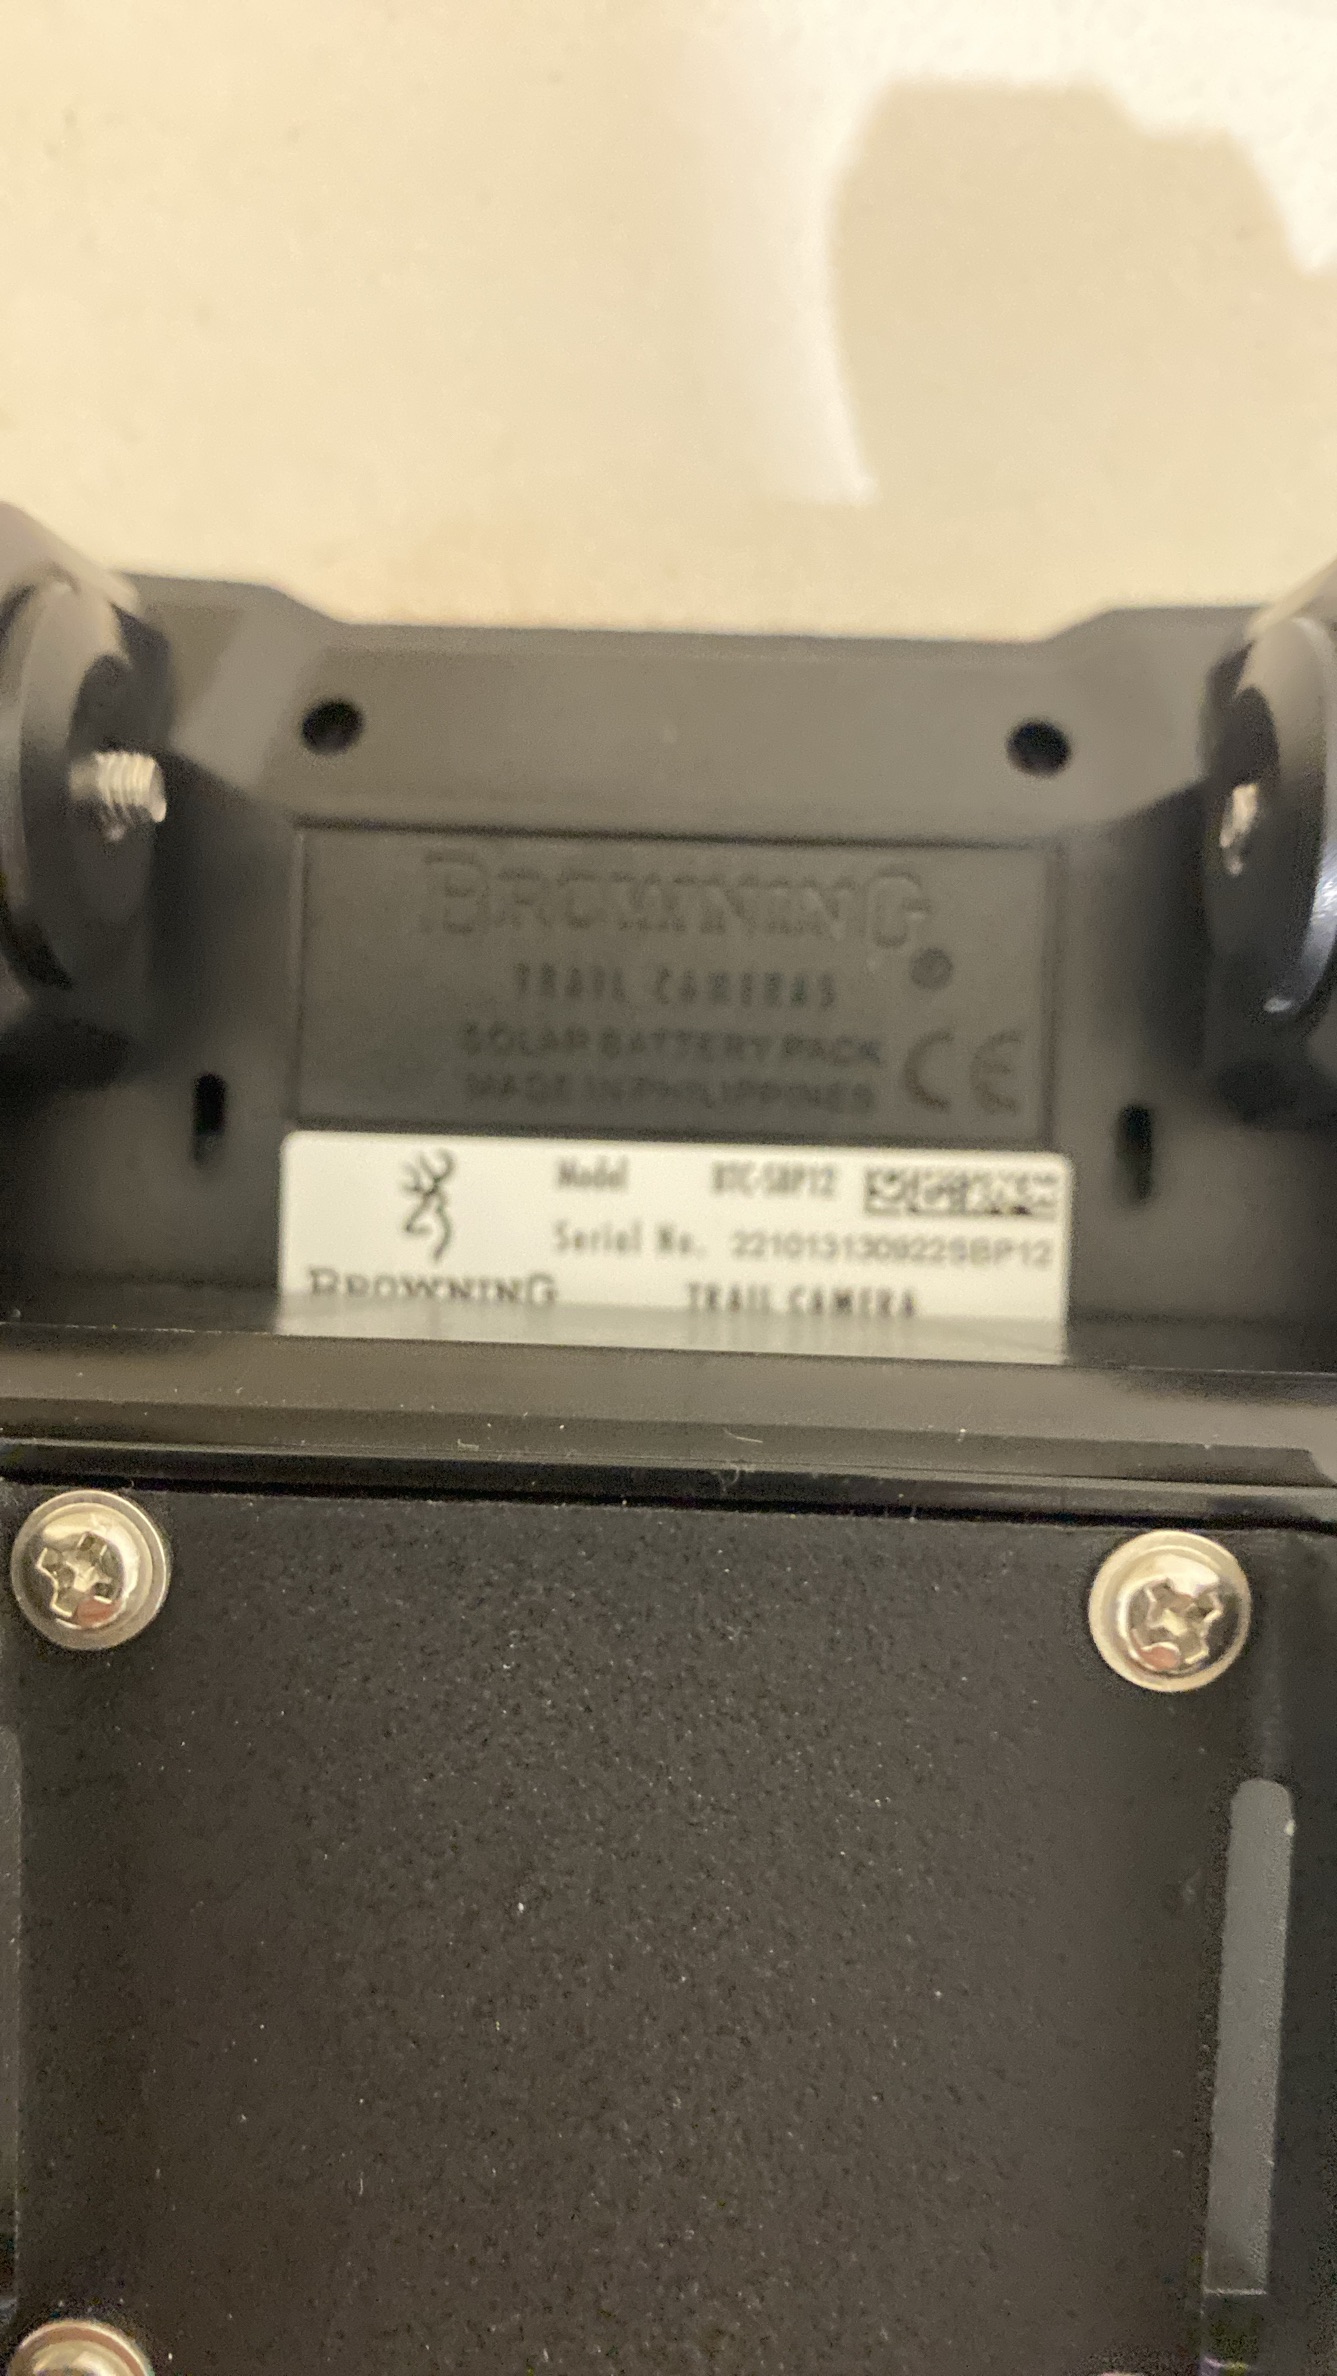 BROWNING
TRAIL CAMERAS
SOLAR BATTERY PACK
MADE IN PHILIPPINES
CE
Model BTC-SBP12
Serial No. 221013130922SBP12
BROWNING TRAIL CAMERA